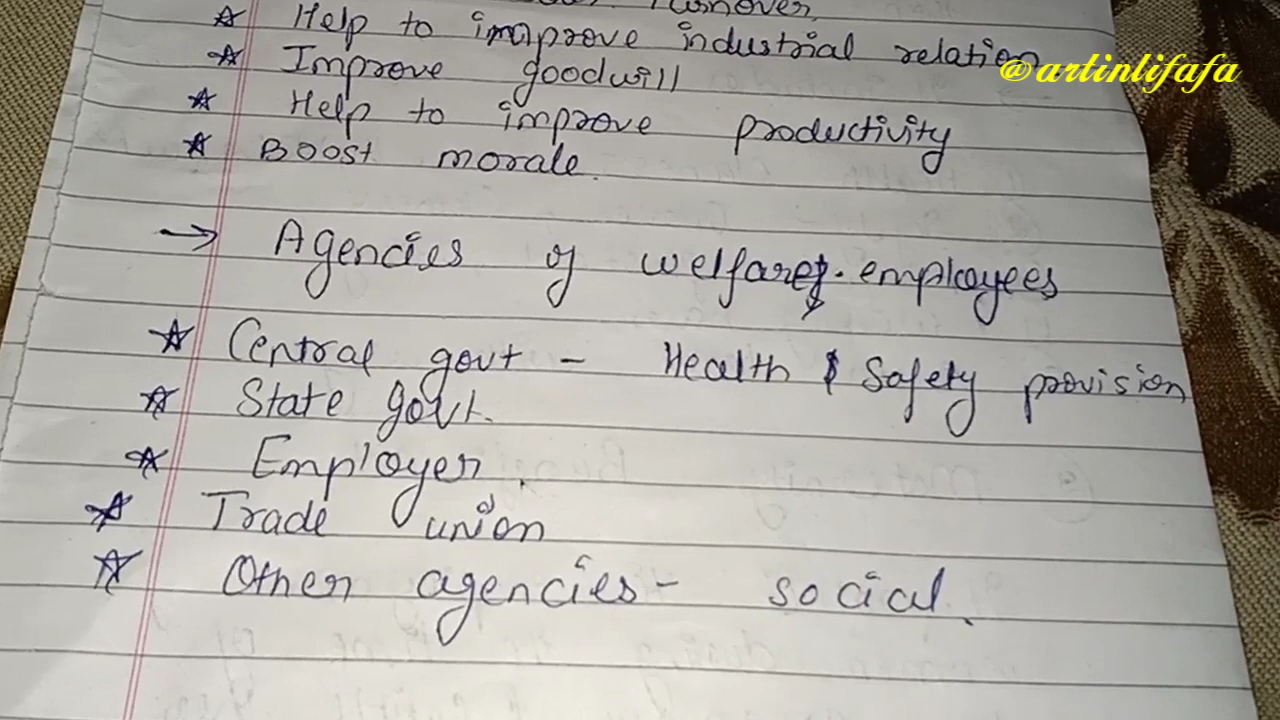 Turnover
☆ Help to improve industrial relation
@artinlifafa
☆ Improve goodwill
☆ Help to improve productivity
☆ Boost morale.
→ Agencies of welfare employees
☆ Central govt - Health & Safety provision
☆ State govt.
☆ Employer.
☆ Trade union
☆ Other agencies - social.